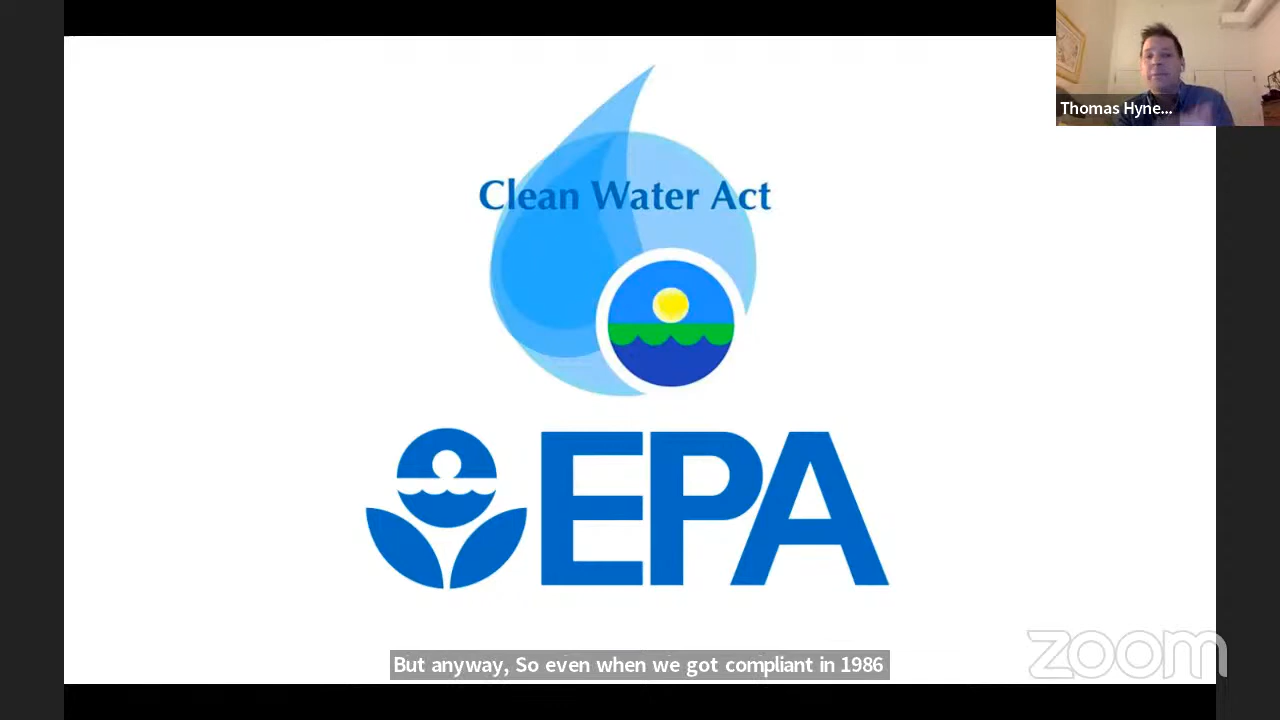 Thomas Hyne...
Clean Water Act
EPA
But anyway, So even when we got compliant in 1986
zoom